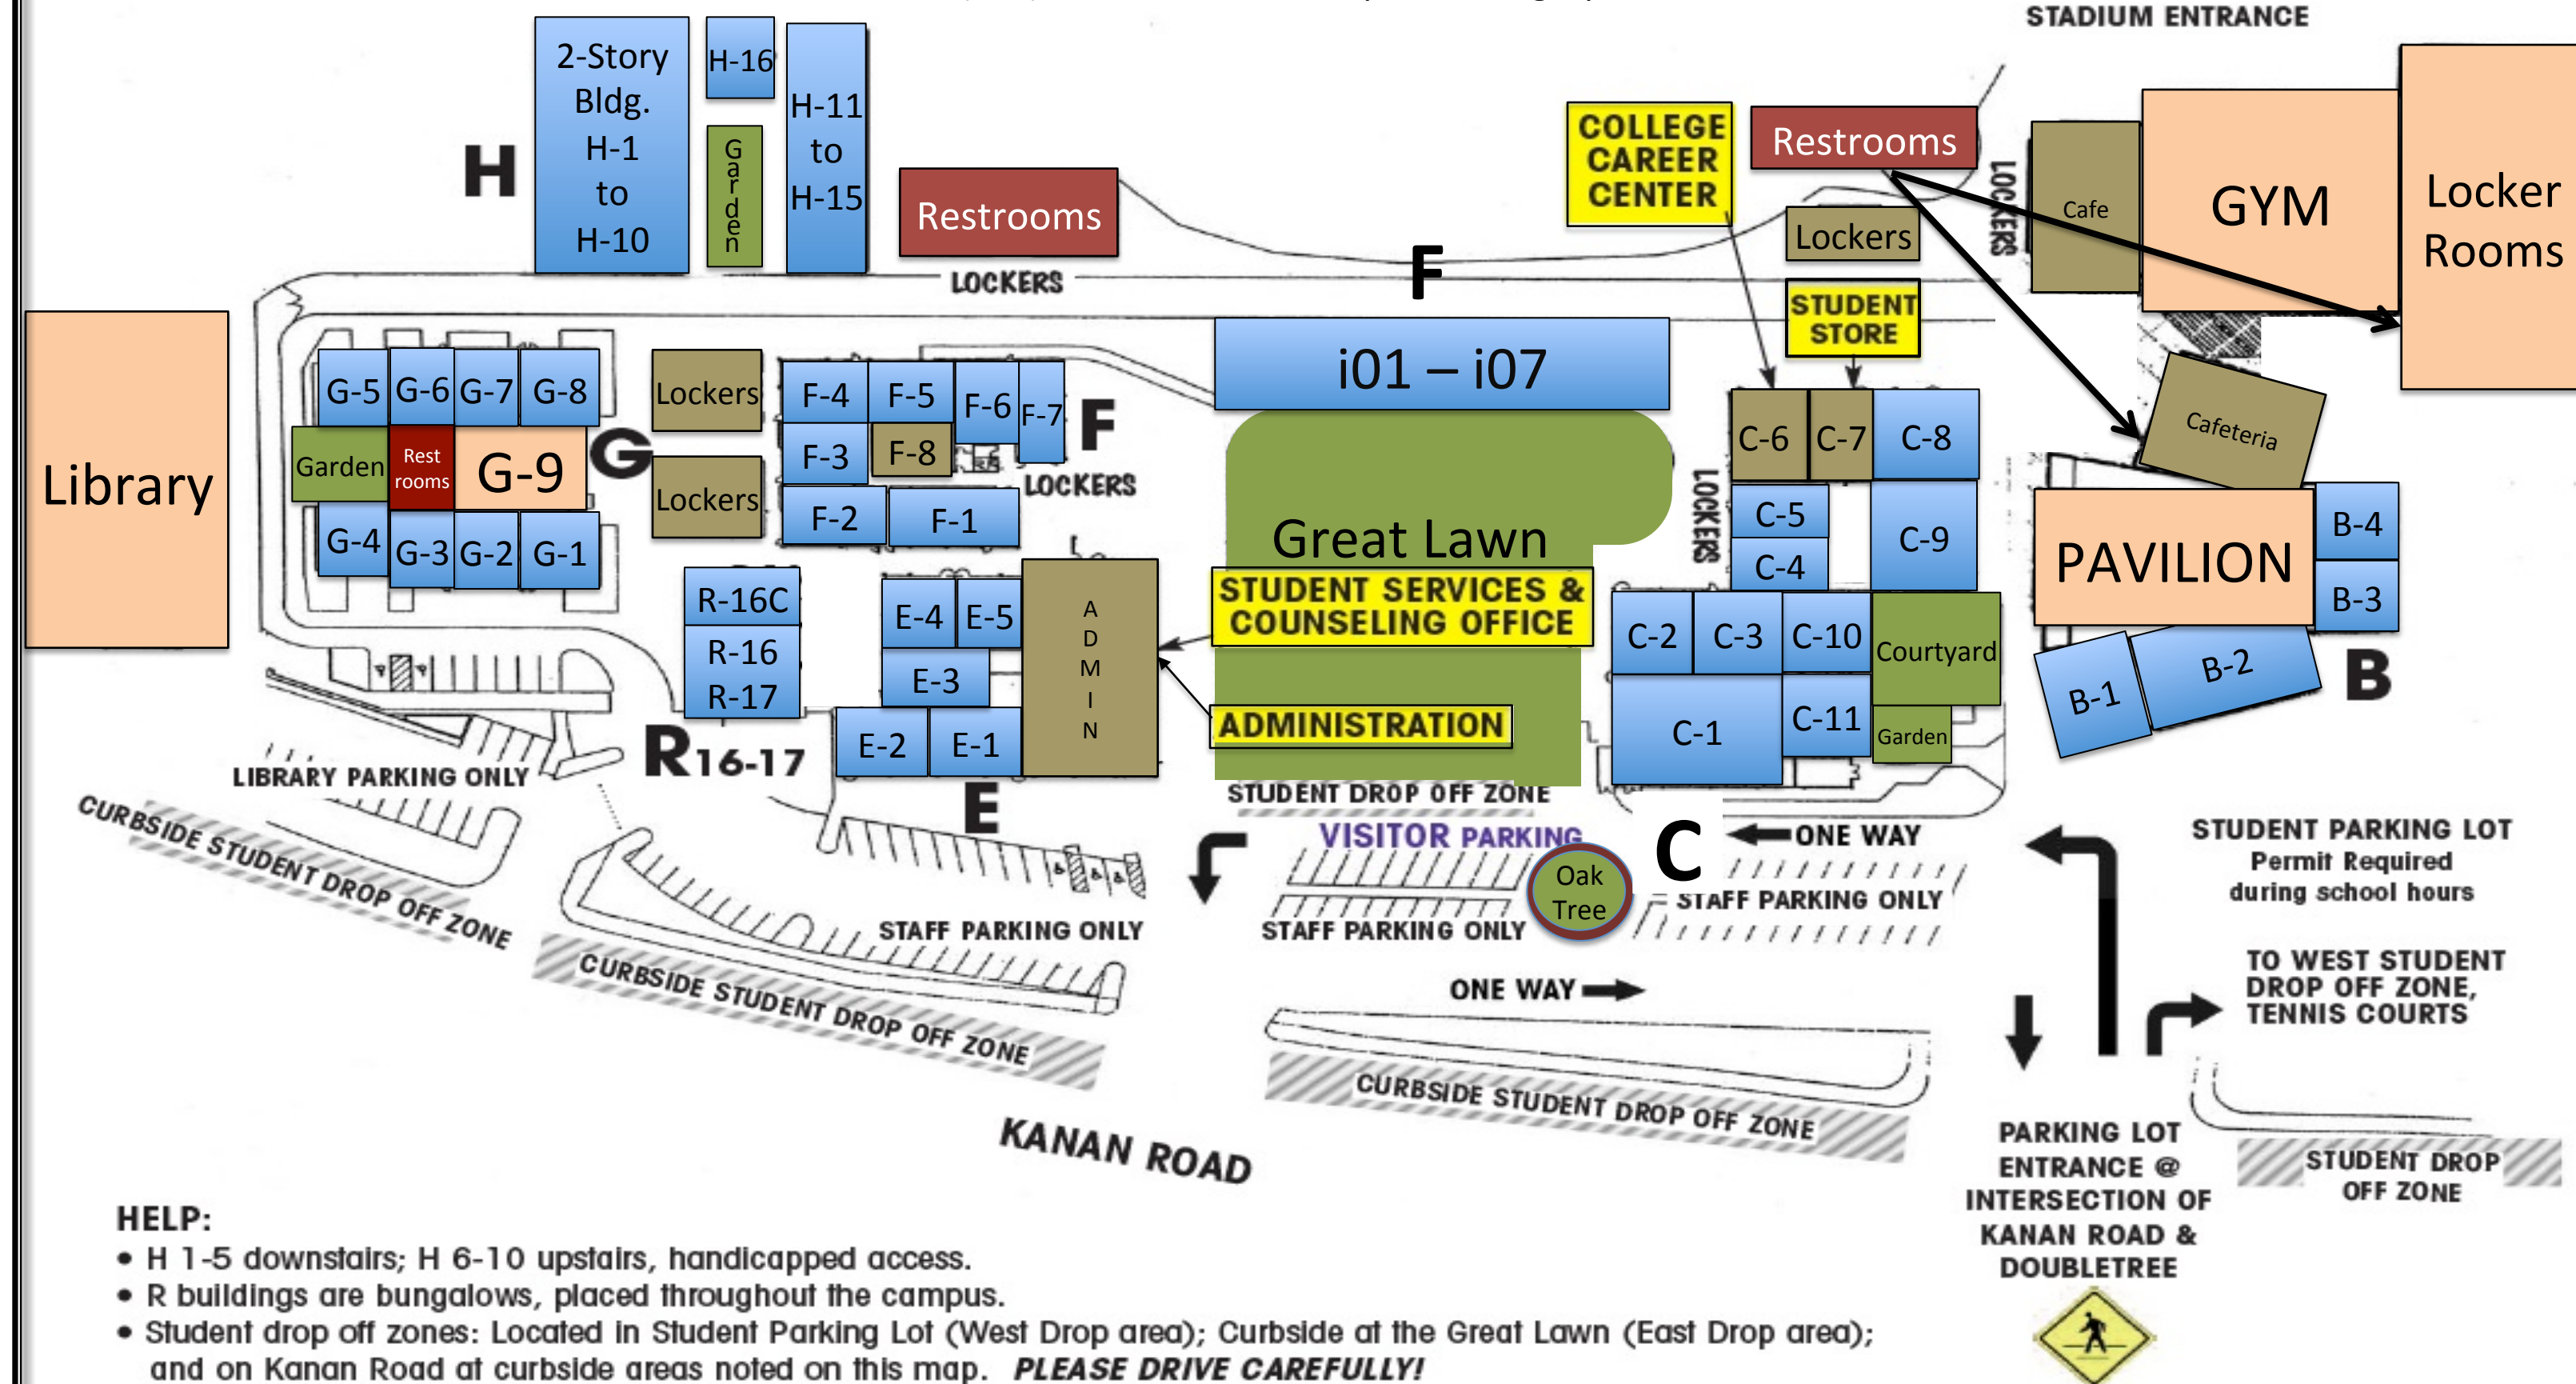 STADIUM ENTRANCE
2-Story
Bldg.
H-1
to
H-10
H-16
Garden
H-11
to
H-15
H
Restrooms
COLLEGE
CAREER
CENTER
Restrooms
Lockers
LOCKERS
Cafe
GYM
Locker
Rooms
LOCKERS
F
STUDENT
STORE
Library
G-5
G-6
G-7
G-8
Garden
Rest
rooms
G-9
G
G-4
G-3
G-2
G-1
Lockers
Lockers
F-4
F-5
F-6
F-7
F-3
F-8
F-2
F-1
F
LOCKERS
i01 – i07
Great Lawn
C-6
C-7
C-8
LOCKERS
C-5
C-4
C-9
C-2
C-3
C-10
Courtyard
C-1
C-11
Garden
Cafeteria
PAVILION
B-4
B-3
B-1
B-2
B
R-16C
R-16
R-17
R16-17
E-4
E-5
E-3
E-2
E-1
E
ADMIN
STUDENT SERVICES &
COUNSELING OFFICE
ADMINISTRATION
LIBRARY PARKING ONLY
CURBSIDE STUDENT DROP OFF ZONE
STUDENT DROP OFF ZONE
VISITOR PARKING
Oak
Tree
C
ONE WAY
STAFF PARKING ONLY
STAFF PARKING ONLY
STAFF PARKING ONLY
CURBSIDE STUDENT DROP OFF ZONE
ONE WAY
CURBSIDE STUDENT DROP OFF ZONE
STUDENT PARKING LOT
Permit Required
during school hours
TO WEST STUDENT
DROP OFF ZONE,
TENNIS COURTS
KANAN ROAD
PARKING LOT
ENTRANCE @
INTERSECTION OF
KANAN ROAD &
DOUBLETREE
STUDENT DROP
OFF ZONE
HELP:
• H 1-5 downstairs; H 6-10 upstairs, handicapped access.
• R buildings are bungalows, placed throughout the campus.
• Student drop off zones: Located in Student Parking Lot (West Drop area); Curbside at the Great Lawn (East Drop area);
and on Kanan Road at curbside areas noted on this map. PLEASE DRIVE CAREFULLY!